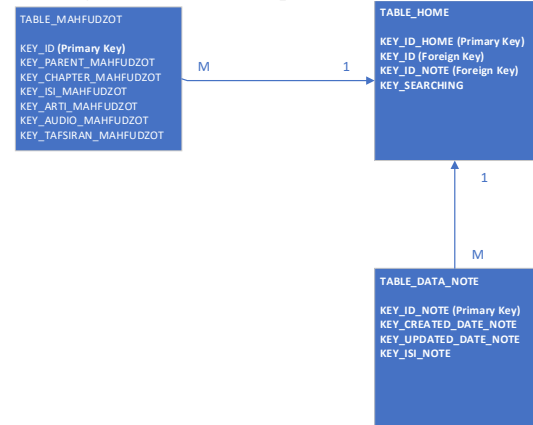 TABLE_MAHFUDZOT
KEY_ID (Primary Key)
KEY_PARENT_MAHFUDZOT
KEY_CHAPTER_MAHFUDZOT
KEY_ISI_MAHFUDZOT
KEY_ARTI_MAHFUDZOT
KEY_AUDIO_MAHFUDZOT
KEY_TAFSIRAN_MAHFUDZOT
M
1
TABLE_HOME
KEY_ID_HOME (Primary Key)
KEY_ID (Foreign Key)
KEY_ID_NOTE (Foreign Key)
KEY_SEARCHING
1
M
TABLE_DATA_NOTE
KEY_ID_NOTE (Primary Key)
KEY_CREATED_DATE_NOTE
KEY_UPDATED_DATE_NOTE
KEY_ISI_NOTE